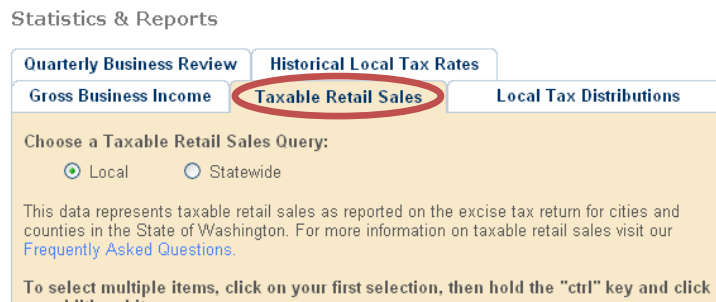 Statistics & Reports
Quarterly Business Review Historical Local Tax Rates
Gross Business Income Taxable Retail Sales Local Tax Distributions
Choose a Taxable Retail Sales Query:
Local Statewide
This data represents taxable retail sales as reported on the excise tax return for cities and
counties in the State of Washington. For more information on taxable retail sales visit our
Frequently Asked Questions.
To select multiple items, click on your first selection, then hold the "ctrl" key and click